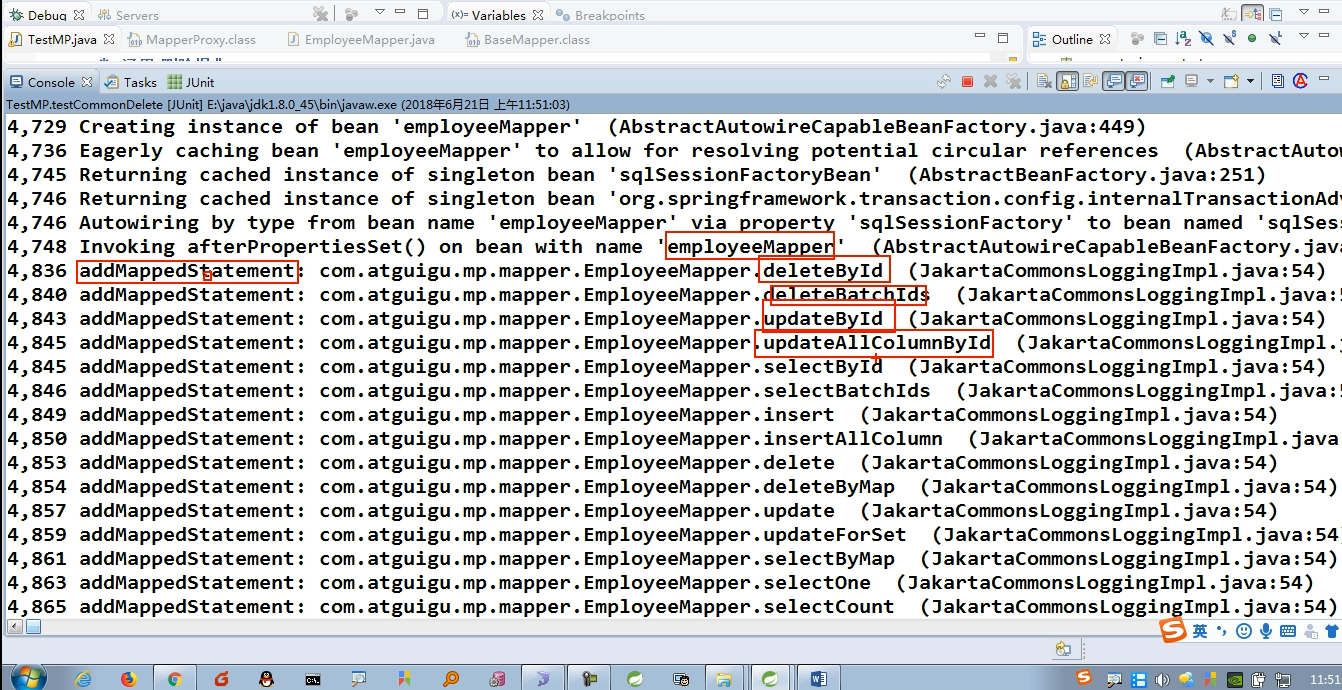 Debug Servers (x)= Variables Breakpoints
TestMP.java MapperProxy.class EmployeeMapper.java BaseMapper.class Outline
Console Tasks JUnit
TestMP.testCommonDelete [JUnit] E:\java\jdk1.8.0_45\bin\javaw.exe (2018年6月21日 上午11:51:03)
4,729 Creating instance of bean 'employeeMapper' (AbstractAutowireCapableBeanFactory.java:449)
4,736 Eagerly caching bean 'employeeMapper' to allow for resolving potential circular references (AbstractAutow
4,745 Returning cached instance of singleton bean 'sqlSessionFactoryBean' (AbstractBeanFactory.java:251)
4,746 Returning cached instance of singleton bean 'org.springframework.transaction.config.internalTransactionAdv
4,746 Autowiring by type from bean name 'employeeMapper' via property 'sqlSessionFactory' to bean named 'sqlSes
4,748 Invoking afterPropertiesSet() on bean with name 'employeeMapper' (AbstractAutowireCapableBeanFactory.java:
4,836 addMappedStatement: com.atguigu.mp.mapper.EmployeeMapper.deleteById (JakartaCommonsLoggingImpl.java:54)
4,840 addMappedStatement: com.atguigu.mp.mapper.EmployeeMapper.deleteBatchIds (JakartaCommonsLoggingImpl.java:5
4,843 addMappedStatement: com.atguigu.mp.mapper.EmployeeMapper.updateById (JakartaCommonsLoggingImpl.java:54)
4,845 addMappedStatement: com.atguigu.mp.mapper.EmployeeMapper.updateAllColumnById (JakartaCommonsLoggingImpl.j
4,845 addMappedStatement: com.atguigu.mp.mapper.EmployeeMapper.selectById (JakartaCommonsLoggingImpl.java:54)
4,846 addMappedStatement: com.atguigu.mp.mapper.EmployeeMapper.selectBatchIds (JakartaCommonsLoggingImpl.java:5
4,849 addMappedStatement: com.atguigu.mp.mapper.EmployeeMapper.insert (JakartaCommonsLoggingImpl.java:54)
4,850 addMappedStatement: com.atguigu.mp.mapper.EmployeeMapper.insertAllColumn (JakartaCommonsLoggingImpl.java:
4,853 addMappedStatement: com.atguigu.mp.mapper.EmployeeMapper.delete (JakartaCommonsLoggingImpl.java:54)
4,854 addMappedStatement: com.atguigu.mp.mapper.EmployeeMapper.deleteByMap (JakartaCommonsLoggingImpl.java:54)
4,857 addMappedStatement: com.atguigu.mp.mapper.EmployeeMapper.update (JakartaCommonsLoggingImpl.java:54)
4,859 addMappedStatement: com.atguigu.mp.mapper.EmployeeMapper.updateForSet (JakartaCommonsLoggingImpl.java:54)
4,861 addMappedStatement: com.atguigu.mp.mapper.EmployeeMapper.selectByMap (JakartaCommonsLoggingImpl.java:54)
4,863 addMappedStatement: com.atguigu.mp.mapper.EmployeeMapper.selectOne (JakartaCommonsLoggingImpl.java:54)
4,865 addMappedStatement: com.atguigu.mp.mapper.EmployeeMapper.selectCount (JakartaCommonsLoggingImpl.java:54)
英
11:51